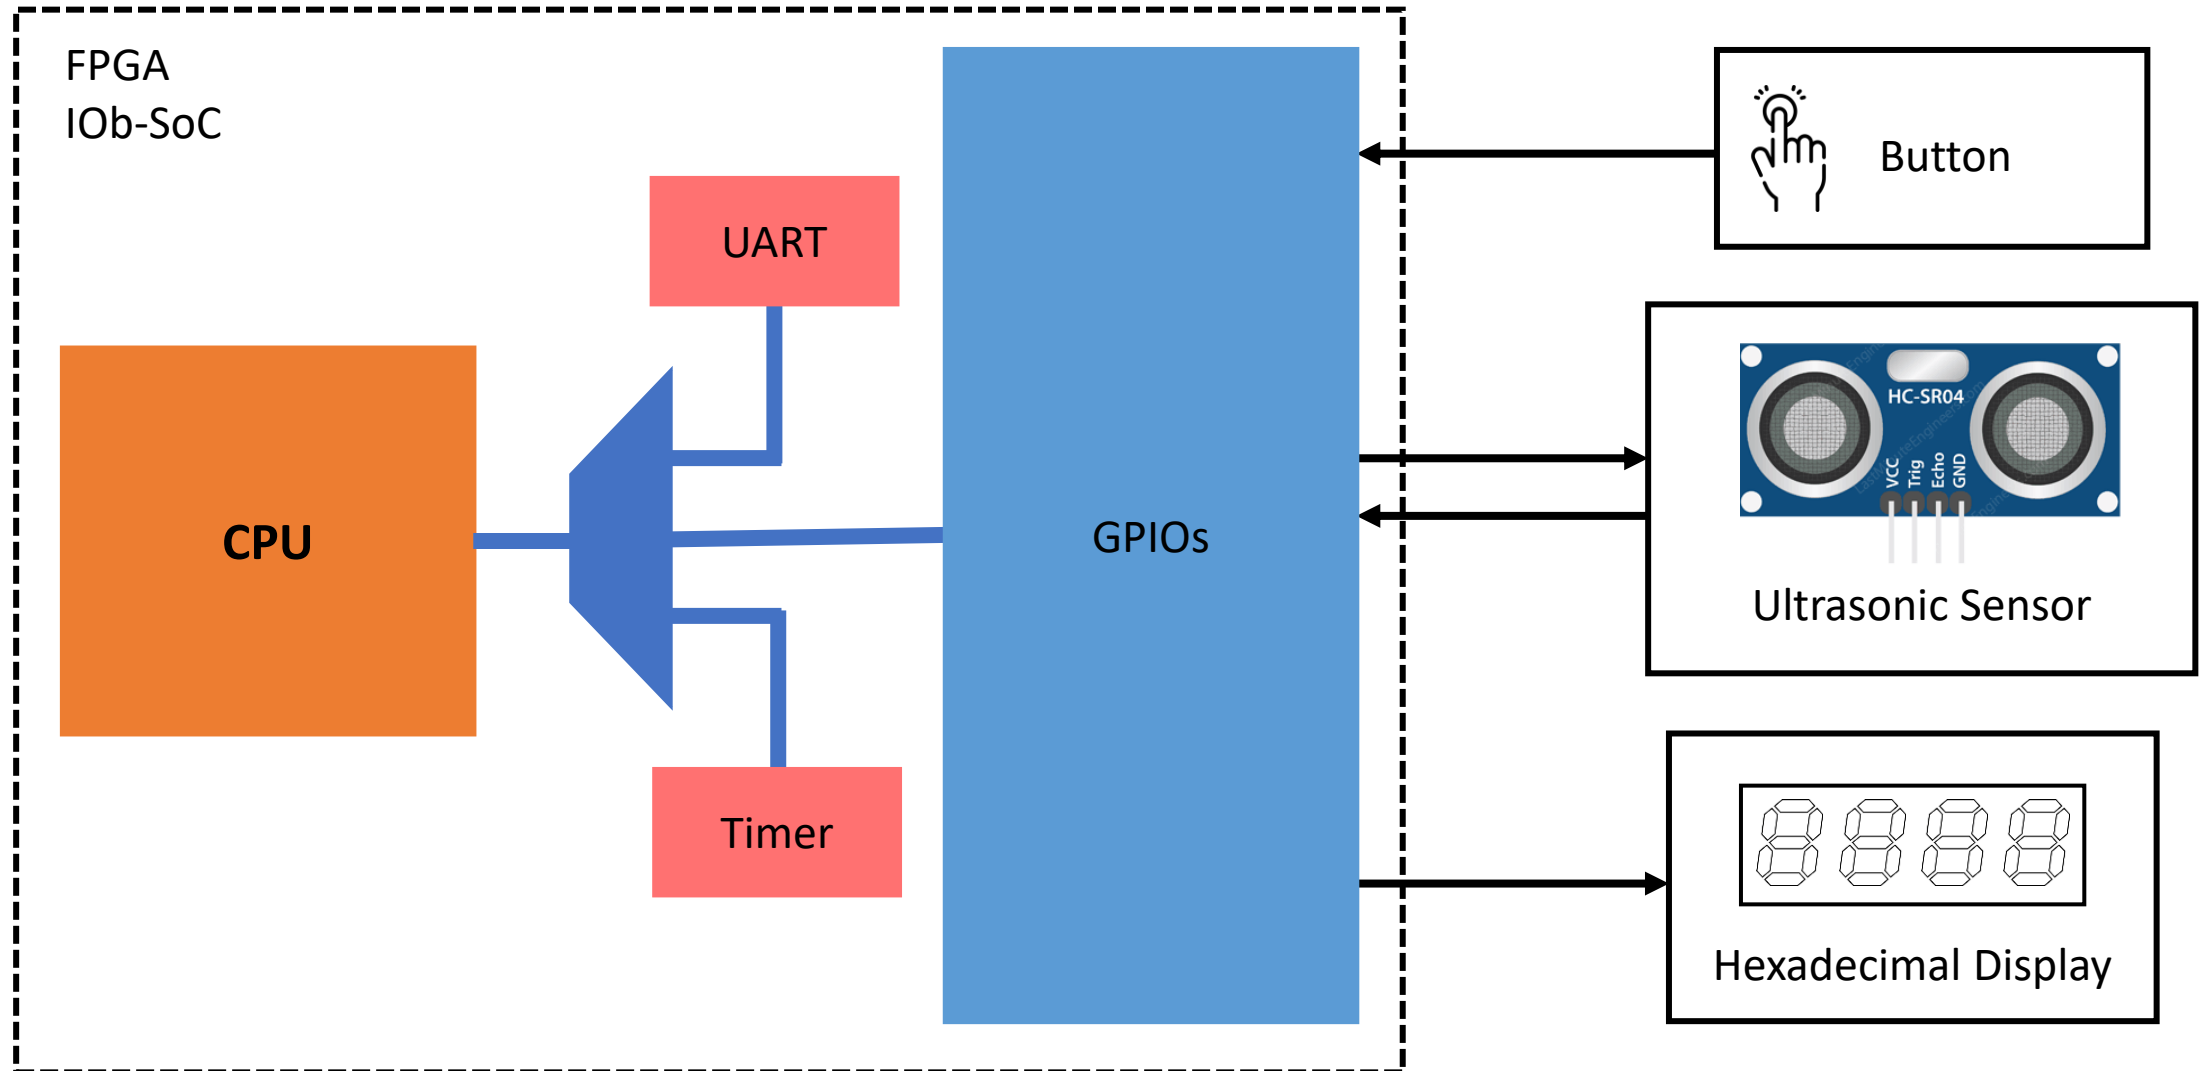 FPGA
IOb-SoC
UART
CPU
GPIOs
Timer
Button
HC-SR04
VCC
Trig
Echo
GND
Ultrasonic Sensor
Hexadecimal Display